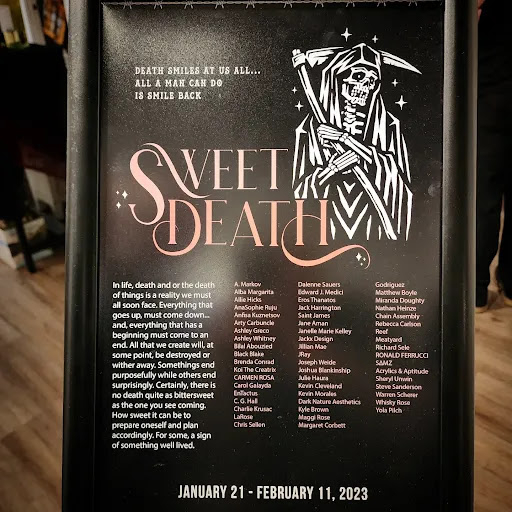 DEATH SMILES AT US ALL...
ALL A MAN CAN DO
IS SMILE BACK
SWEET
DEATH
In life, death and or the death
of things is a reality we must
all soon face. Everything that
goes up, must come down...
and, everything that has a
beginning must come to an
end. All that we create will, at
some point, be destroyed or
wither away. Somethings end
purposefully while others end
surprisingly. Certainly, there is
no death quite as bittersweet
as the one you see coming.
How sweet it can be to
prepare oneself and plan
accordingly. For some, a sign
of something well lived.
A. Markov
Alba Margarita
Allie Hicks
AnaSophie Roju
Anfisa Kuznetsov
Arty Carbuncle
Ashley Greco
Ashley Whitney
Bilal Abouzied
Black Blake
Brenda Conrad
Koi The Creatrix
CARMEN ROSA
Carol Galayda
EnTactus
C. G. Hall
Charlie Krusac
LaRose
Chris Sellen
Dalenne Sauers
Edward J. Medici
Eros Thanatos
Jack Harrington
Saint James
Jane Aman
Janelle Marie Kelley
Jackx Design
Jillian Mae
JRay
Joseph Weide
Joshua Blankinship
Julie Haura
Kevin Cleveland
Kevin Morales
Dark Nature Aesthetics
Kyle Brown
Maggi Rose
Margaret Corbett
Godriguez
Matthew Boyle
Miranda Doughty
Nathan Heinze
Chain Assembly
Rebecca Carlson
Reef
Meatyard
Richard Sele
RONALD FERRUCCI
SAMZ
Acrylics & Aptitude
Sheryl Unwin
Steve Sanderson
Warren Scherer
Whisky Rose
Yola Pilch
JANUARY 21 - FEBRUARY 11, 2023